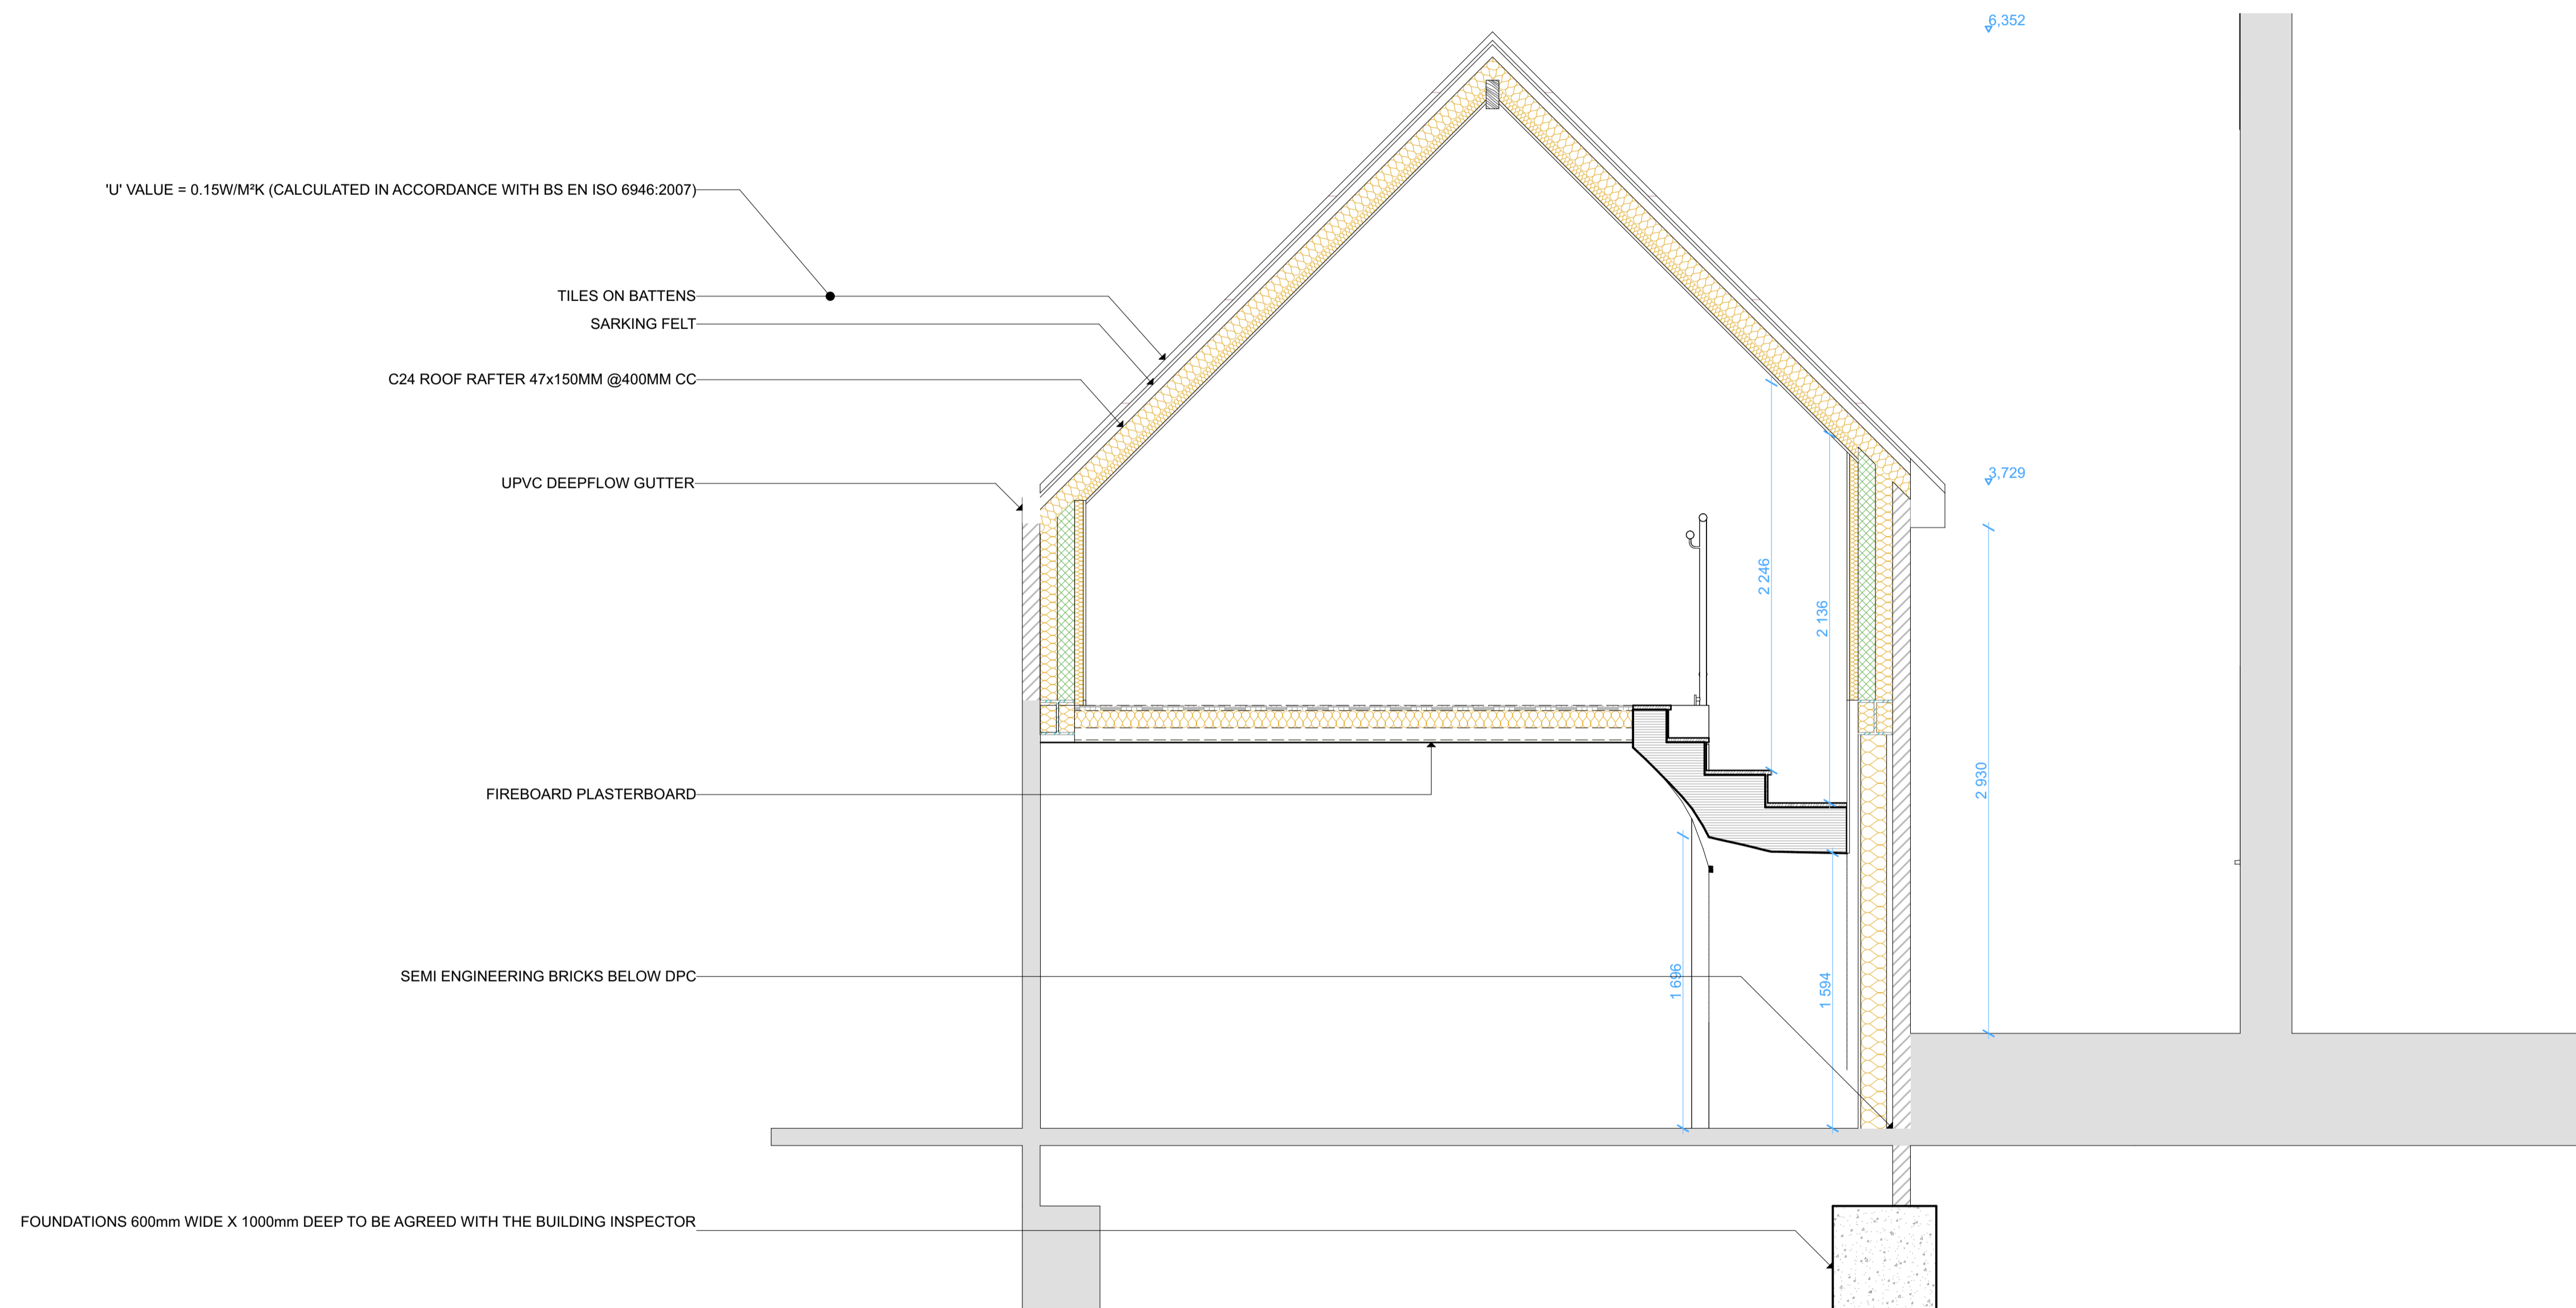 6,352
'U' VALUE = 0.15W/M²K (CALCULATED IN ACCORDANCE WITH BS EN ISO 6946:2007)
TILES ON BATTENS
SARKING FELT
C24 ROOF RAFTER 47x150MM @400MM CC
UPVC DEEPFLOW GUTTER
3,729
2 246
2 136
2 930
FIREBOARD PLASTERBOARD
SEMI ENGINEERING BRICKS BELOW DPC
1 696
1 594
FOUNDATIONS 600mm WIDE X 1000mm DEEP TO BE AGREED WITH THE BUILDING INSPECTOR